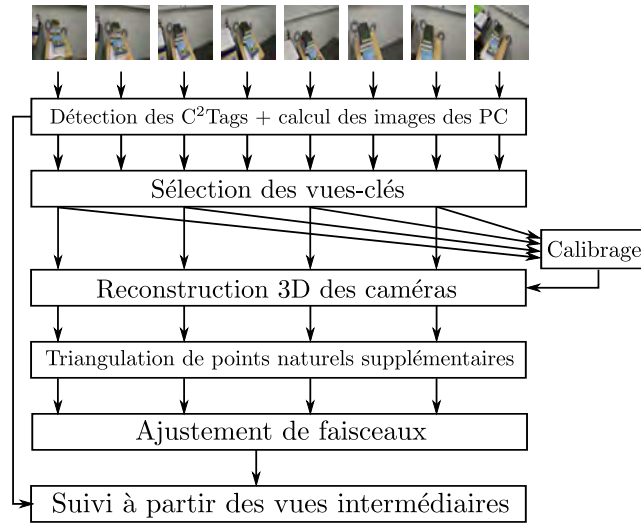 Détection des C²Tags + calcul des images des PC
Sélection des vues-clés
Calibrage
Reconstruction 3D des caméras
Triangulation de points naturels supplémentaires
Ajustement de faisceaux
Suivi à partir des vues intermédiaires